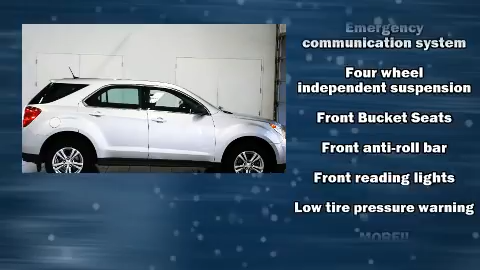 Emergency
communication system
Four wheel
independent suspension
Front Bucket Seats
Front anti-roll bar
Front reading lights
Low tire pressure warning
MORE!!